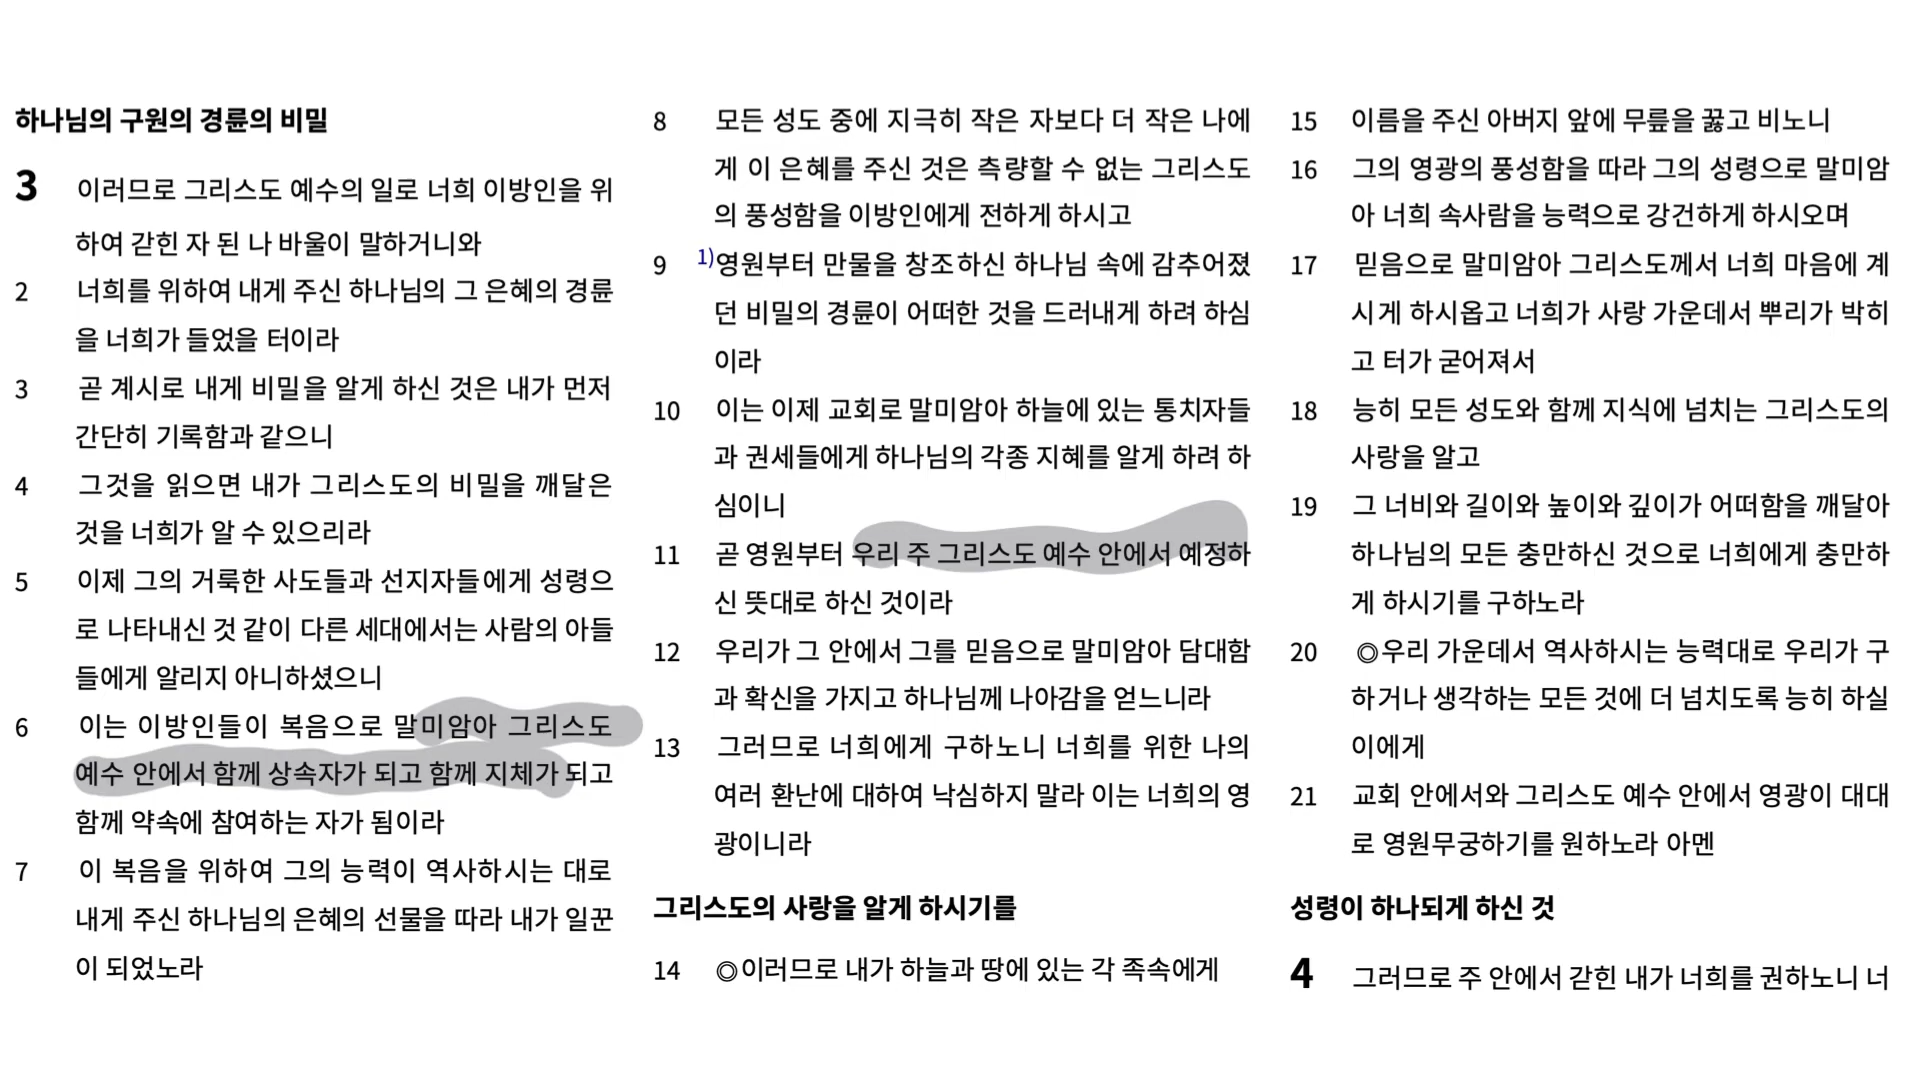 하나님의 구원의 경륜의 비밀
3 이러므로 그리스도 예수의 일로 너희 이방인을 위
하여 갇힌 자 된 나 바울이 말하거니와
2 너희를 위하여 내게 주신 하나님의 그 은혜의 경륜
을 너희가 들었을 터이라
3 곧 계시로 내게 비밀을 알게 하신 것은 내가 먼저
간단히 기록함과 같으니
4 그것을 읽으면 내가 그리스도의 비밀을 깨달은
것을 너희가 알 수 있으리라
5 이제 그의 거룩한 사도들과 선지자들에게 성령으
로 나타내신 것 같이 다른 세대에서는 사람의 아들
들에게 알리지 아니하셨으니
6 이는 이방인들이 복음으로 말미암아 그리스도
예수 안에서 함께 상속자가 되고 함께 지체가 되고
함께 약속에 참여하는 자가 됨이라
7 이 복음을 위하여 그의 능력이 역사하시는 대로
내게 주신 하나님의 은혜의 선물을 따라 내가 일꾼
이 되었노라
8 모든 성도 중에 지극히 작은 자보다 더 작은 나에
게 이 은혜를 주신 것은 측량할 수 없는 그리스도
의 풍성함을 이방인에게 전하게 하시고
9 1)영원부터 만물을 창조하신 하나님 속에 감추어졌
던 비밀의 경륜이 어떠한 것을 드러내게 하려 하심
이라
10 이는 이제 교회로 말미암아 하늘에 있는 통치자들
과 권세들에게 하나님의 각종 지혜를 알게 하려 하
심이니
11 곧 영원부터 우리 주 그리스도 예수 안에서 예정하
신 뜻대로 하신 것이라
12 우리가 그 안에서 그를 믿음으로 말미암아 담대함
과 확신을 가지고 하나님께 나아감을 얻느니라
13 그러므로 너희에게 구하노니 너희를 위한 나의
여러 환난에 대하여 낙심하지 말라 이는 너희의 영
광이니라
그리스도의 사랑을 알게 하시기를
14 ◎이러므로 내가 하늘과 땅에 있는 각 족속에게
15 이름을 주신 아버지 앞에 무릎을 꿇고 비노니
16 그의 영광의 풍성함을 따라 그의 성령으로 말미암
아 너희 속사람을 능력으로 강건하게 하시오며
17 믿음으로 말미암아 그리스도께서 너희 마음에 계
시게 하시옵고 너희가 사랑 가운데서 뿌리가 박히
고 터가 굳어져서
18 능히 모든 성도와 함께 지식에 넘치는 그리스도의
사랑을 알고
19 그 너비와 길이와 높이와 깊이가 어떠함을 깨달아
하나님의 모든 충만하신 것으로 너희에게 충만하
게 하시기를 구하노라
20 ◎우리 가운데서 역사하시는 능력대로 우리가 구
하거나 생각하는 모든 것에 더 넘치도록 능히 하실
이에게
21 교회 안에서와 그리스도 예수 안에서 영광이 대대
로 영원무궁하기를 원하노라 아멘
성령이 하나되게 하신 것
4 그러므로 주 안에서 갇힌 내가 너희를 권하노니 너